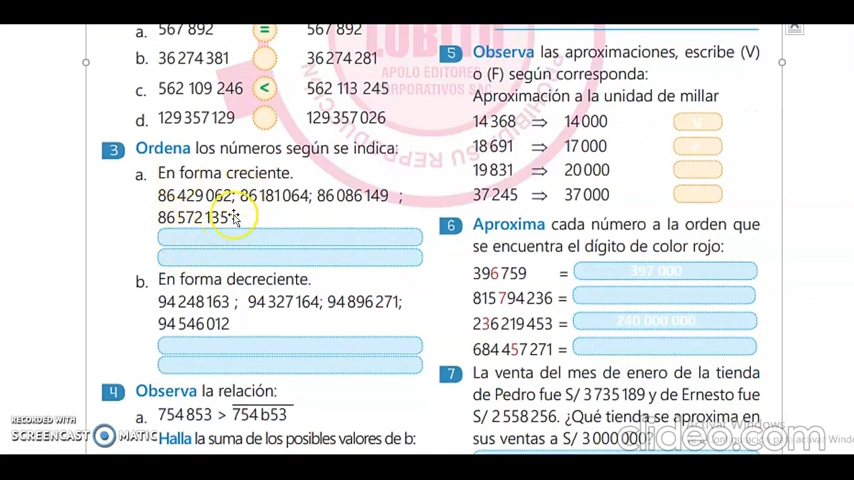 a. 567 892 = 567 892
b. 36 274 381 36 274 281
c. 562 109 246 < 562 113 245
d. 129 357 129 129 357 026
3 Ordena los números según se indica:
a. En forma creciente.
86 429 062; 86 181 064; 86 086 149 ;
86 572 135
b. En forma decreciente.
94 248 163 ; 94 327 164; 94 896 271;
94 546 012
4 Observa la relación:
a. 754 853 > 754 b53
Halla la suma de los posibles valores de b:
5 Observa las aproximaciones, escribe (V)
o (F) según corresponda:
Aproximación a la unidad de millar
14 368 ⇒ 14 000 V
18 691 ⇒ 17 000
19 831 ⇒ 20 000
37 245 ⇒ 37 000
6 Aproxima cada número a la orden que
se encuentra el dígito de color rojo:
396 759 = 397 000
815 794 236 =
236 219 453 = 240 000 000
684 457 271 =
7 La venta del mes de enero de la tienda
de Pedro fue S/ 3 735 189 y de Ernesto fue
S/ 2 558 256. ¿Qué tienda se aproxima en
sus ventas a S/ 3 000 000?
APOLO EDITORES
CORPORATIVOS SAC
PROHIBIDO SU REPRODUCCIÓN
RECORDED WITH
SCREENCAST MATIC
clideo.com